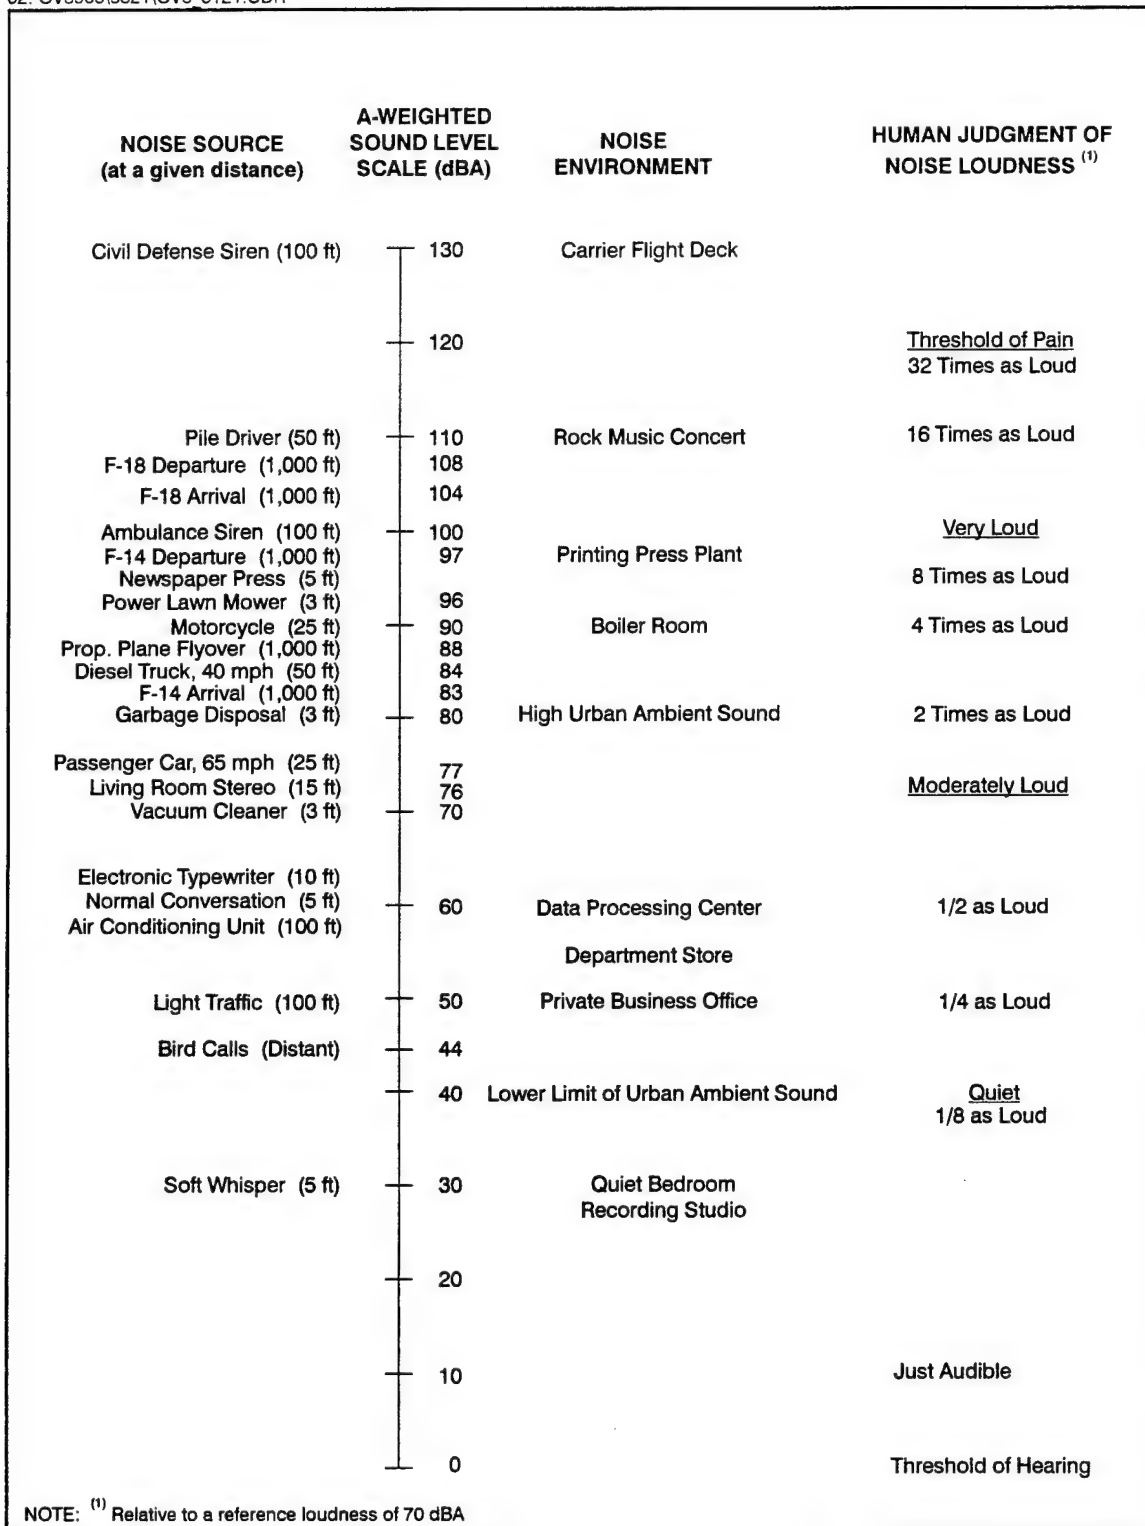 A-WEIGHTED
NOISE SOURCE SOUND LEVEL NOISE HUMAN JUDGMENT OF
(at a given distance) SCALE (dBA) ENVIRONMENT NOISE LOUDNESS (1)
Civil Defense Siren (100 ft) 130 Carrier Flight Deck
120 Threshold of Pain
32 Times as Loud
Pile Driver (50 ft) 110 Rock Music Concert 16 Times as Loud
F-18 Departure (1,000 ft) 108
F-18 Arrival (1,000 ft) 104
Ambulance Siren (100 ft) 100 Very Loud
F-14 Departure (1,000 ft) 97 Printing Press Plant
Newspaper Press (5 ft) 8 Times as Loud
Power Lawn Mower (3 ft) 96
Motorcycle (25 ft) 90 Boiler Room 4 Times as Loud
Prop. Plane Flyover (1,000 ft) 88
Diesel Truck, 40 mph (50 ft) 84
F-14 Arrival (1,000 ft) 83
Garbage Disposal (3 ft) 80 High Urban Ambient Sound 2 Times as Loud
Passenger Car, 65 mph (25 ft) 77
Living Room Stereo (15 ft) 76 Moderately Loud
Vacuum Cleaner (3 ft) 70
Electronic Typewriter (10 ft)
Normal Conversation (5 ft) 60 Data Processing Center 1/2 as Loud
Air Conditioning Unit (100 ft)
Department Store
Light Traffic (100 ft) 50 Private Business Office 1/4 as Loud
Bird Calls (Distant) 44
40 Lower Limit of Urban Ambient Sound Quiet
1/8 as Loud
Soft Whisper (5 ft) 30 Quiet Bedroom
Recording Studio
20
10 Just Audible
0 Threshold of Hearing
NOTE: (1) Relative to a reference loudness of 70 dBA